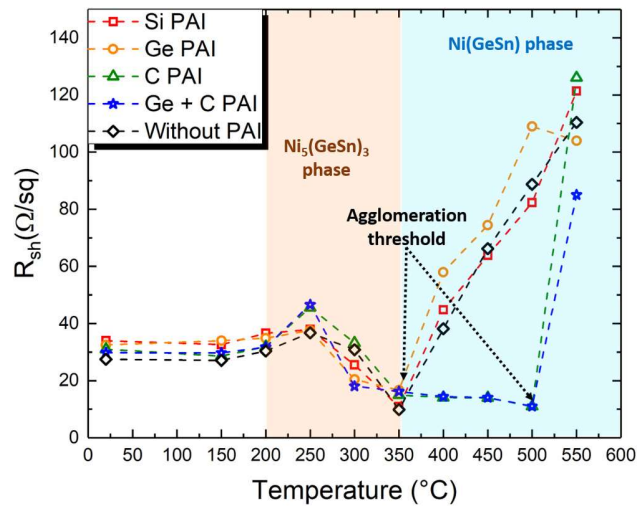 Si PAI
Ge PAI
C PAI
Ge + C PAI
Without PAI
Ni(GeSn) phase
Ni₅(GeSn)₃
phase
Agglomeration
threshold
Rsh(Ω/sq)
140
120
100
80
60
40
20
0
0 50 100 150 200 250 300 350 400 450 500 550 600
Temperature (°C)